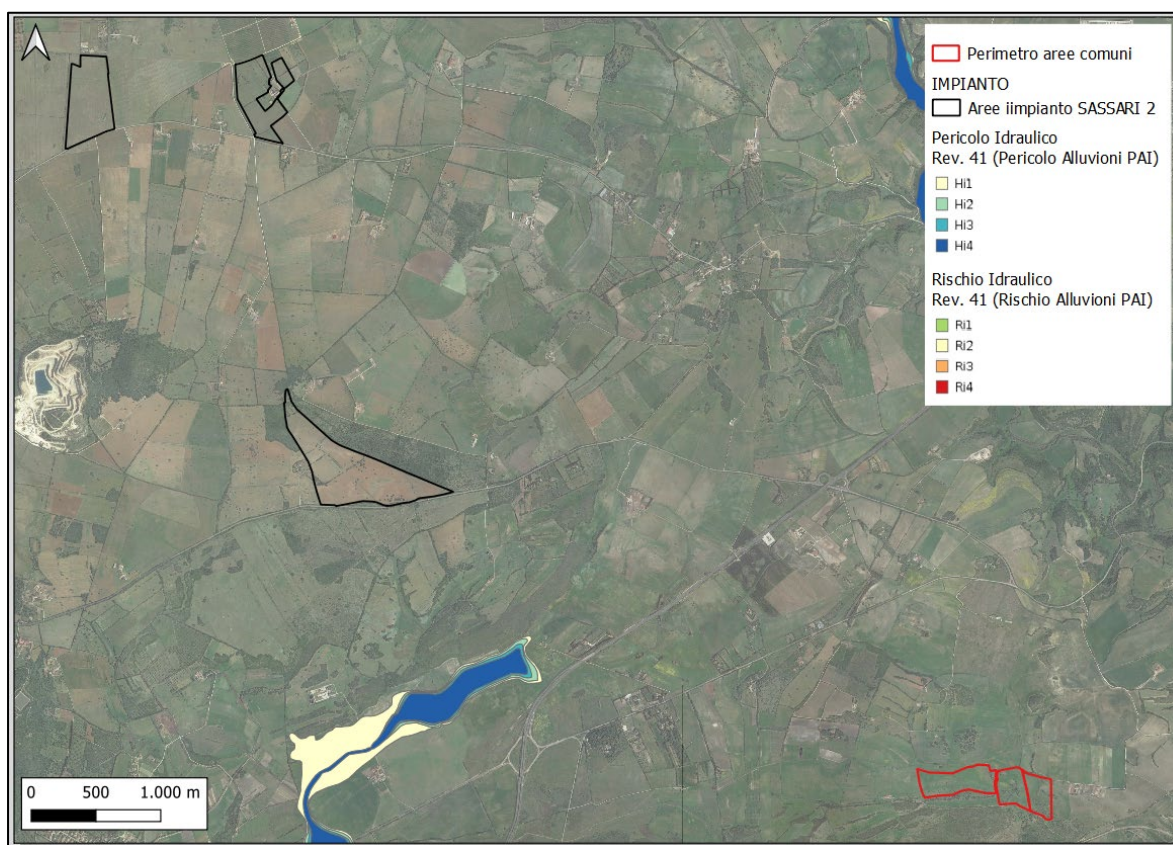 Perimetro aree comuni
IMPIANTO
Aree iimpianto SASSARI 2
Pericolo Idraulico
Rev. 41 (Pericolo Alluvioni PAI)
Hi1
Hi2
Hi3
Hi4
Rischio Idraulico
Rev. 41 (Rischio Alluvioni PAI)
Ri1
Ri2
Ri3
Ri4
0 500 1.000 m